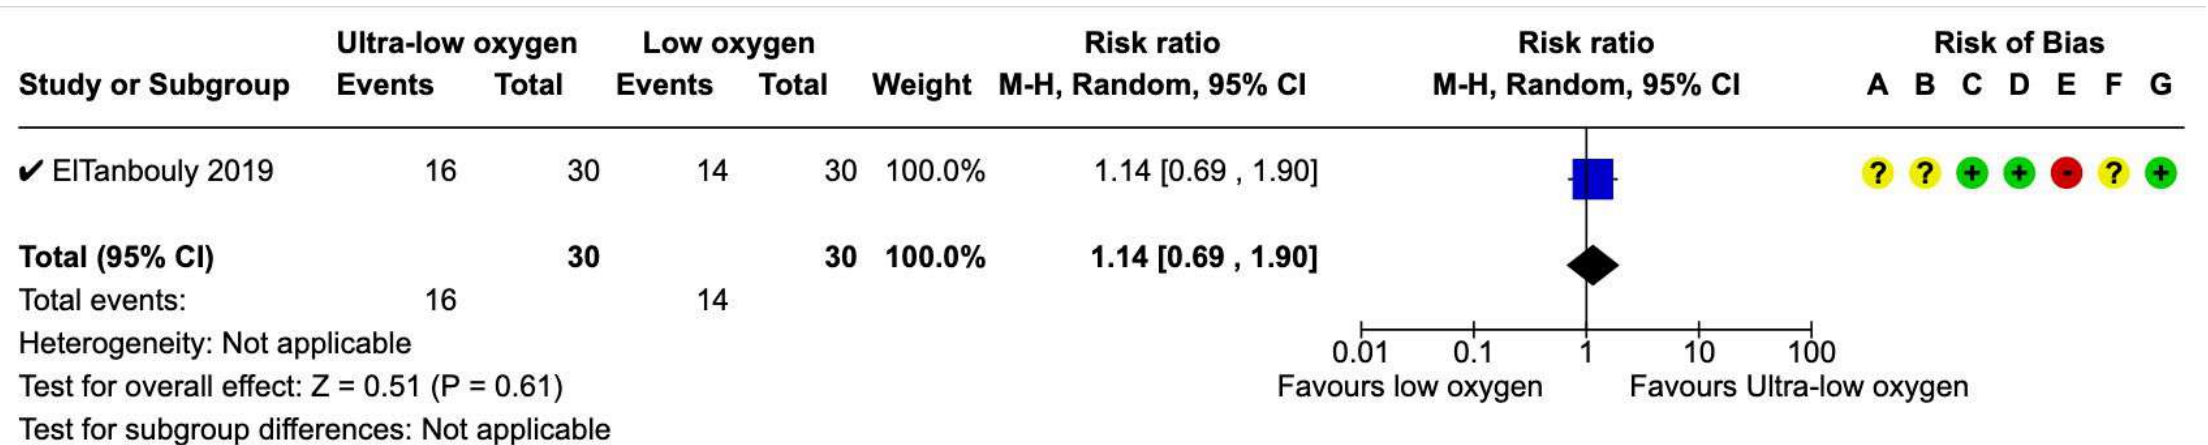 Ultra-low oxygen Low oxygen Risk ratio Risk ratio Risk of Bias
Study or Subgroup Events Total Events Total Weight M-H, Random, 95% CI M-H, Random, 95% CI A B C D E F G
✔ ElTanbouly 2019 16 30 14 30 100.0% 1.14 [0.69 , 1.90] ? ? + + - ? +
Total (95% CI) 30 30 100.0% 1.14 [0.69 , 1.90]
Total events: 16 14
Heterogeneity: Not applicable
0.01 0.1 1 10 100
Test for overall effect: Z = 0.51 (P = 0.61) Favours low oxygen Favours Ultra-low oxygen
Test for subgroup differences: Not applicable